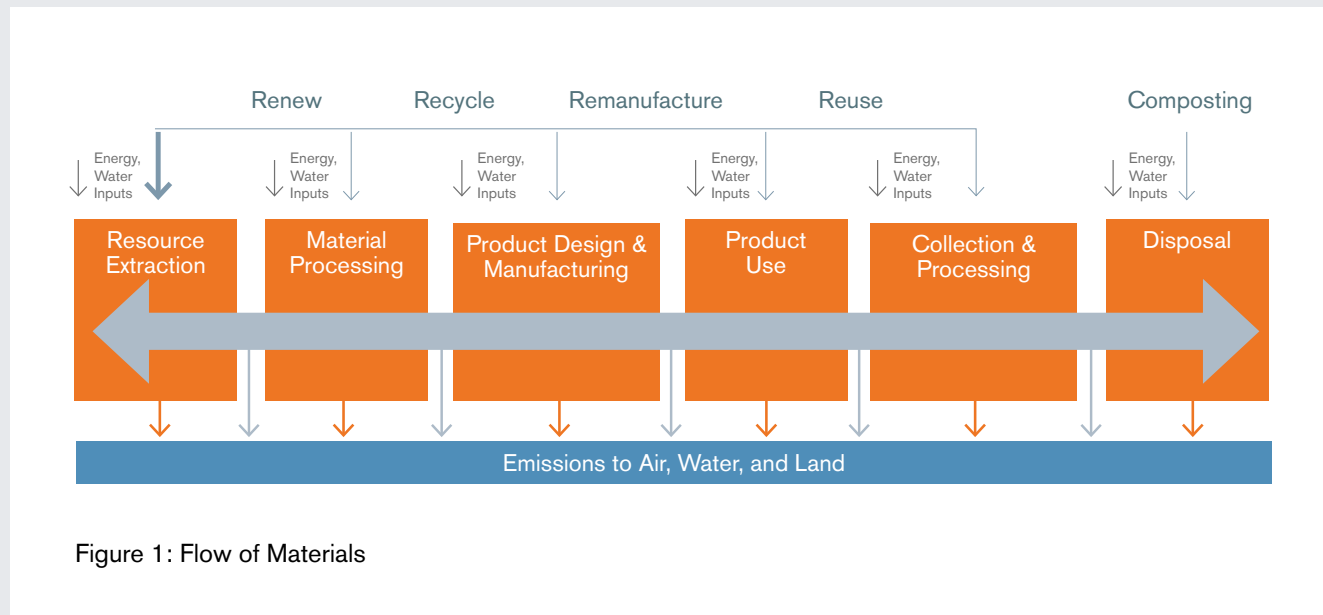 Renew Recycle Remanufacture Reuse Composting
Energy,
Water
Inputs
Energy,
Water
Inputs
Energy,
Water
Inputs
Energy,
Water
Inputs
Energy,
Water
Inputs
Energy,
Water
Inputs
Resource
Extraction
Material
Processing
Product Design &
Manufacturing
Product
Use
Collection &
Processing
Disposal
Emissions to Air, Water, and Land
Figure 1: Flow of Materials